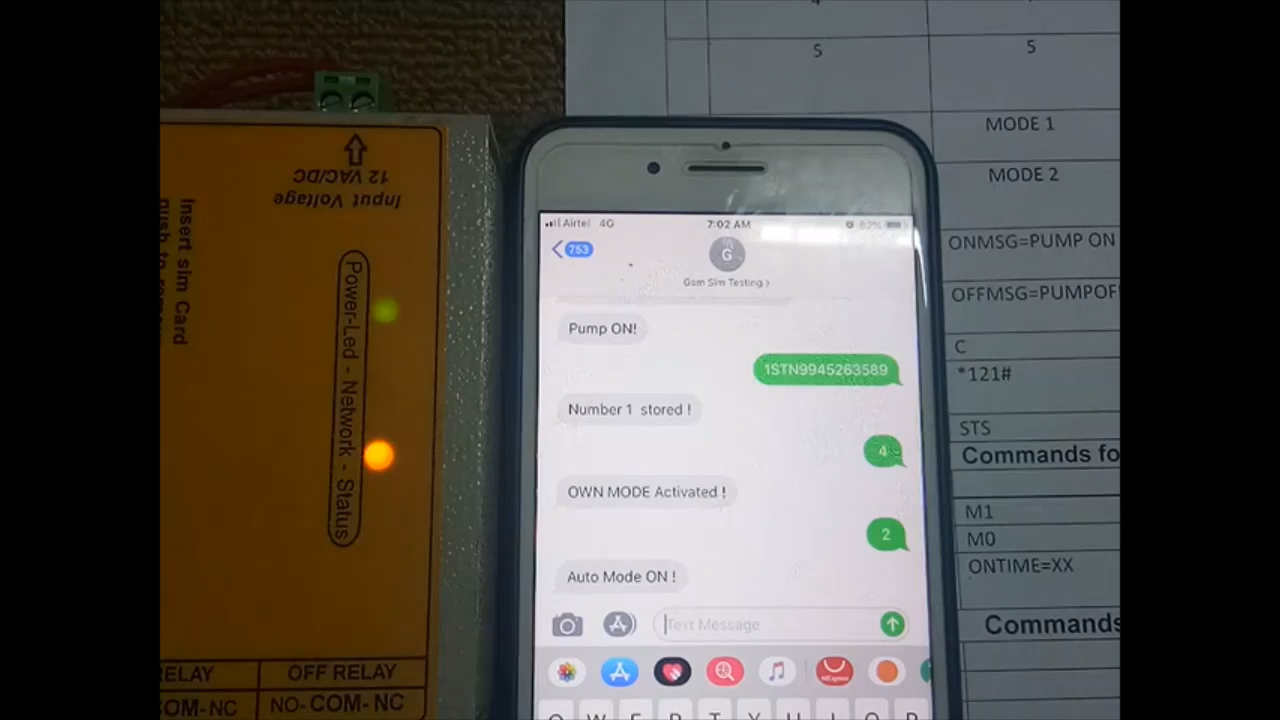 12 VAC/DC
Input Voltage
Insert sim Card
push to
Power-Led - Network - Status
RELAY
OFF RELAY
COM-NC
NO-COM-NC
Airtel 4G
7:02 AM
62%
753
G
Gsm Sim Testing >
Pump ON!
1STN9945263589
Number 1 stored !
4
OWN MODE Activated !
2
Auto Mode ON !
Text Message
5
5
MODE 1
MODE 2
ONMSG=PUMP ON
OFFMSG=PUMPOF
C
*121#
STS
Commands fo
M1
M0
ONTIME=XX
Commands